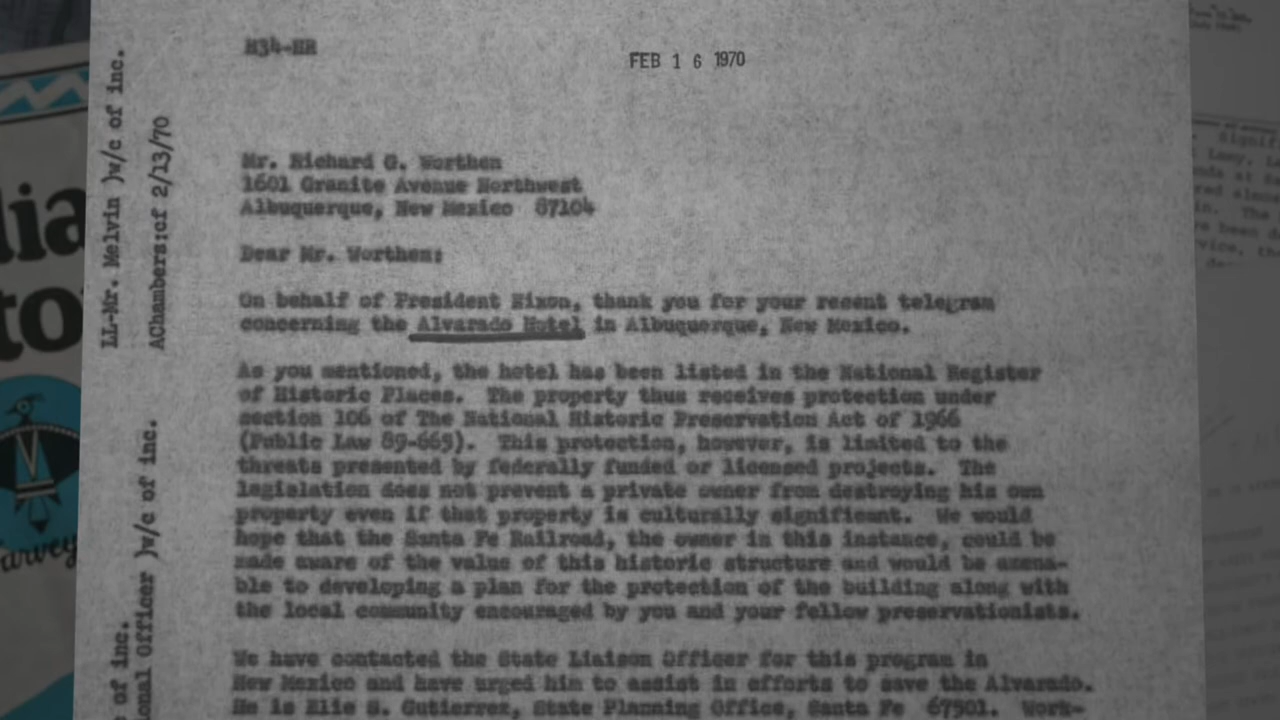 H34-HR
FEB 1 6 1970
Mr. Richard G. Worthen
1601 Granite Avenue Northwest
Albuquerque, New Mexico 87104
Dear Mr. Worthen:
On behalf of President Nixon, thank you for your recent telegram
concerning the Alvarado Hotel in Albuquerque, New Mexico.
As you mentioned, the hotel has been listed in the National Register
of Historic Places. The property thus receives protection under
section 106 of The National Historic Preservation Act of 1966
(Public Law 89-665). This protection, however, is limited to the
threats presented by federally funded or licensed projects. The
legislation does not prevent a private owner from destroying his own
property even if that property is culturally significant. We would
hope that the Santa Fe Railroad, the owner in this instance, could be
made aware of the value of this historic structure and would be amena-
ble to developing a plan for the protection of the building along with
the local community encouraged by you and your fellow preservationists.
We have contacted the State Liaison Officer for this program in
New Mexico and have urged him to assist in efforts to save the Alvarado.
He is Elie S. Gutierrez, State Planning Office, Santa Fe 87501. Work-
LL-Mr. Melvin )w/c of inc.
AChambers:cf 2/13/70
of inc.
ional Officer )w/c of inc.
dia
to
arvey